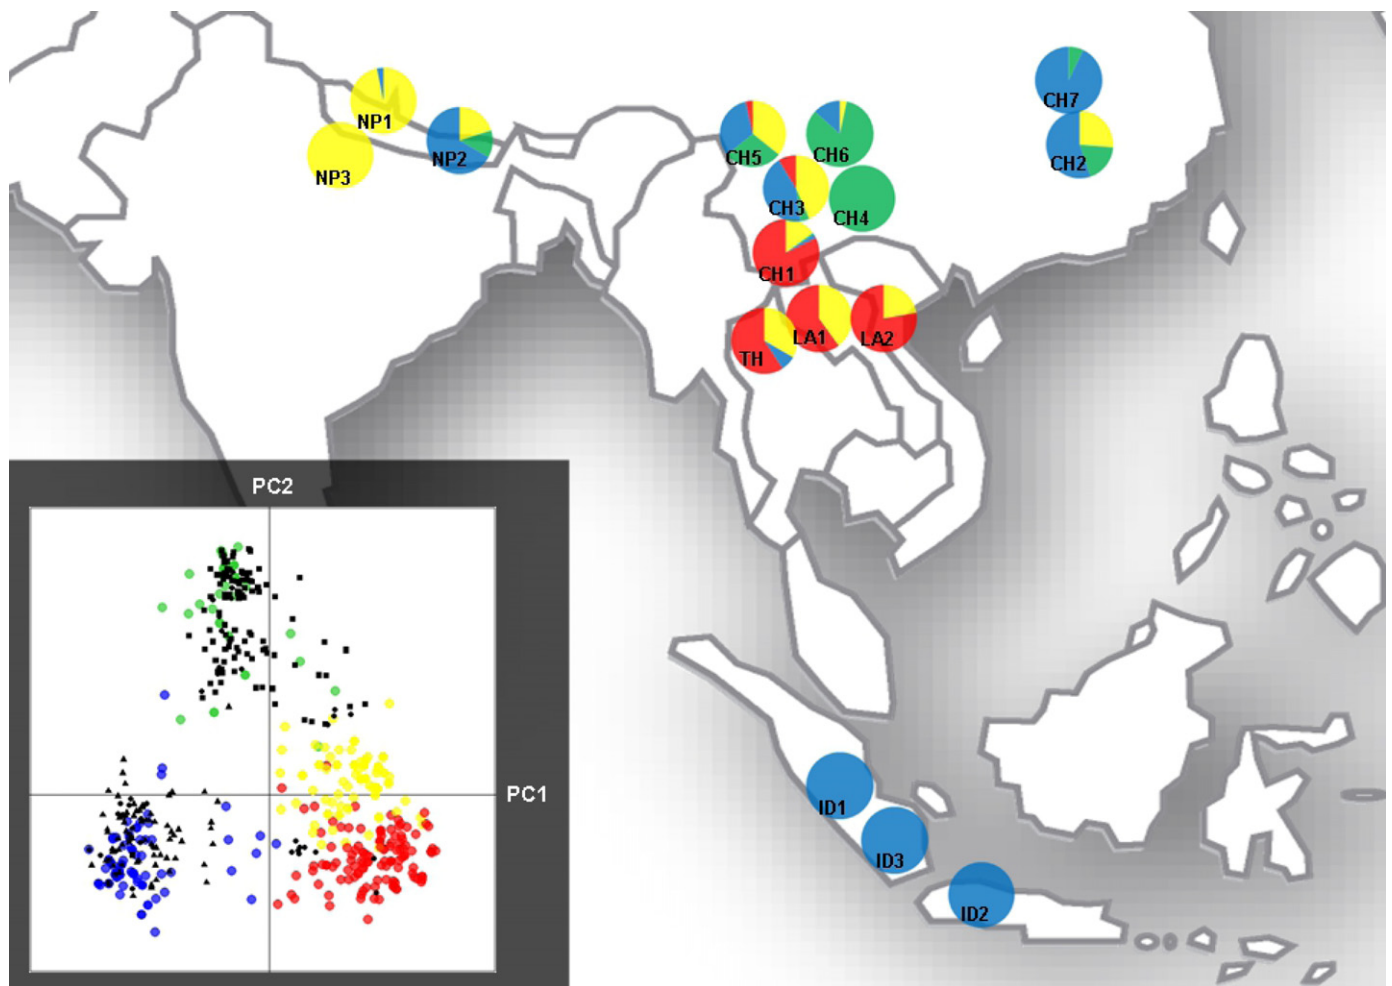 CH7
NP1
CH5
CH6
NP2
CH2
NP3
CH3
CH4
CH1
LA1
LA2
TH
PC2
PC1
ID1
ID3
ID2